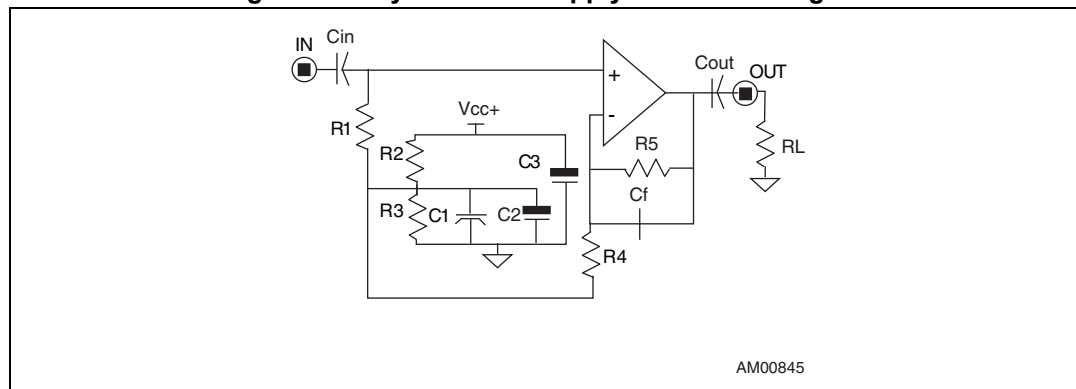 IN
Cin
Cout
OUT
+
-
Vcc+
R1
R2
R3
C1
C2
C3
R5
Cf
R4
RL
AM00845